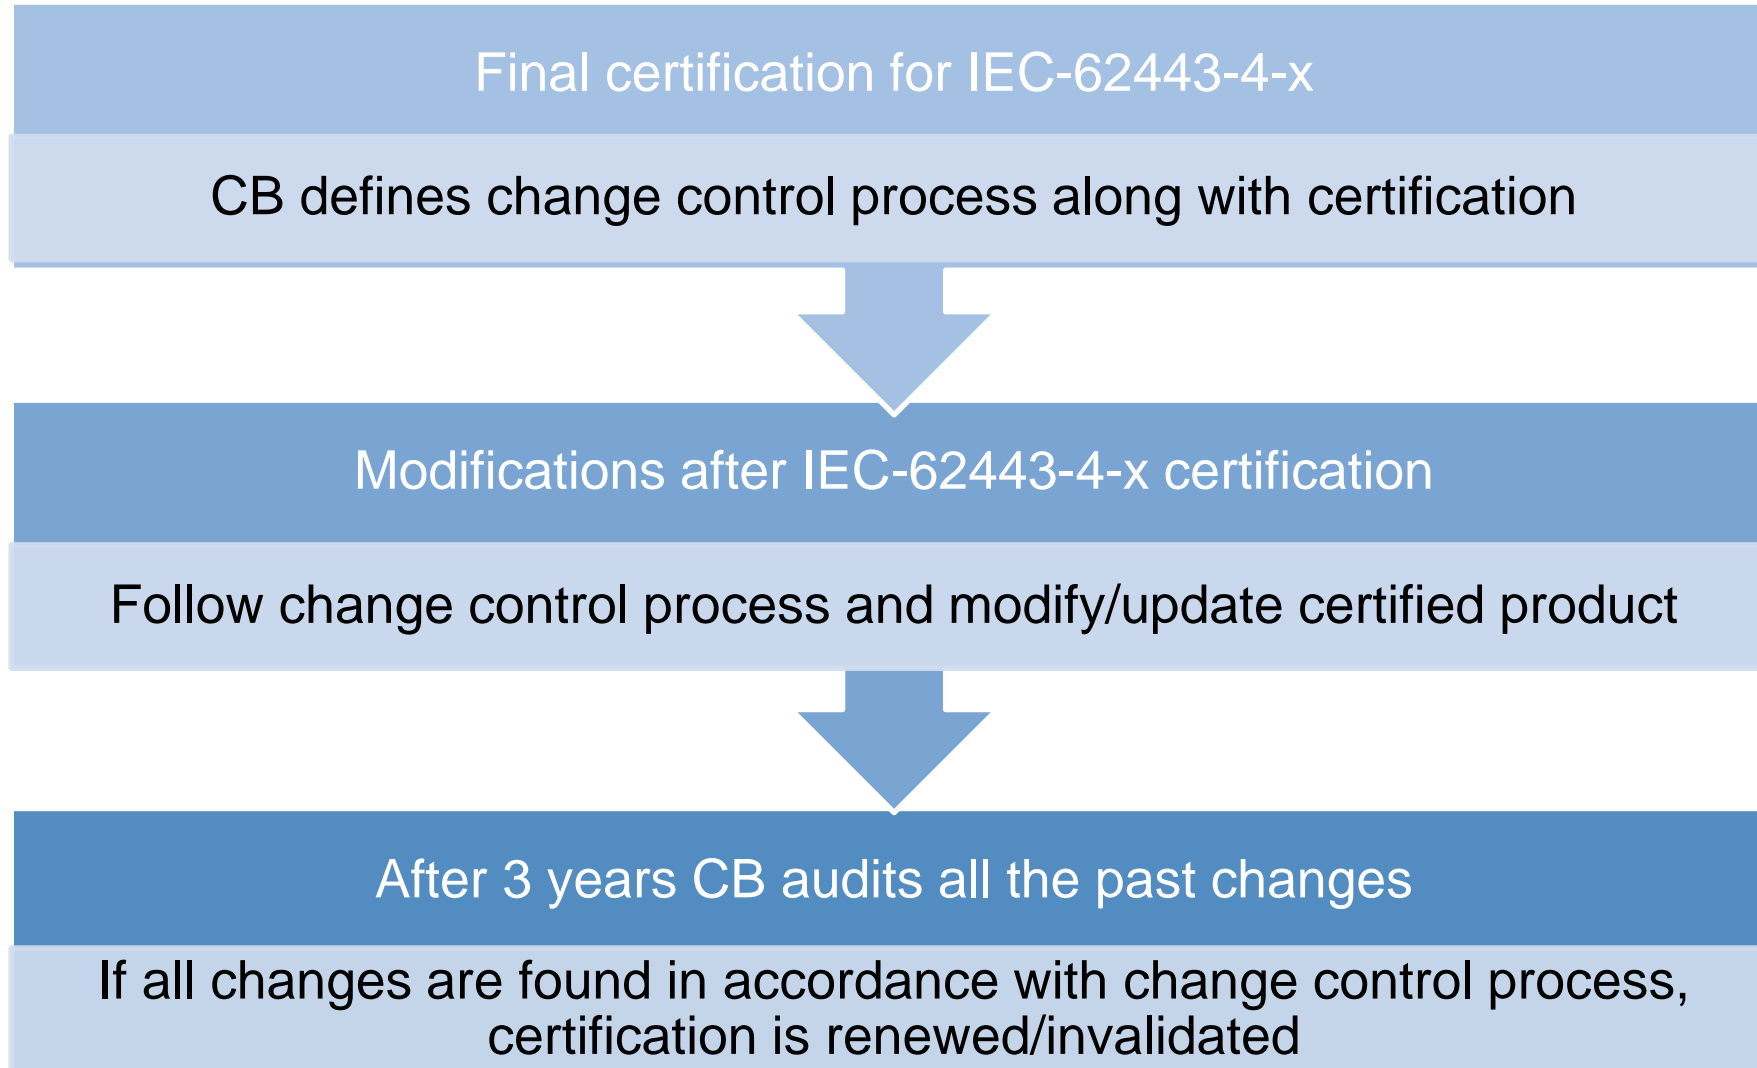 Final certification for IEC-62443-4-x
CB defines change control process along with certification
Modifications after IEC-62443-4-x certification
Follow change control process and modify/update certified product
After 3 years CB audits all the past changes
If all changes are found in accordance with change control process,
certification is renewed/invalidated